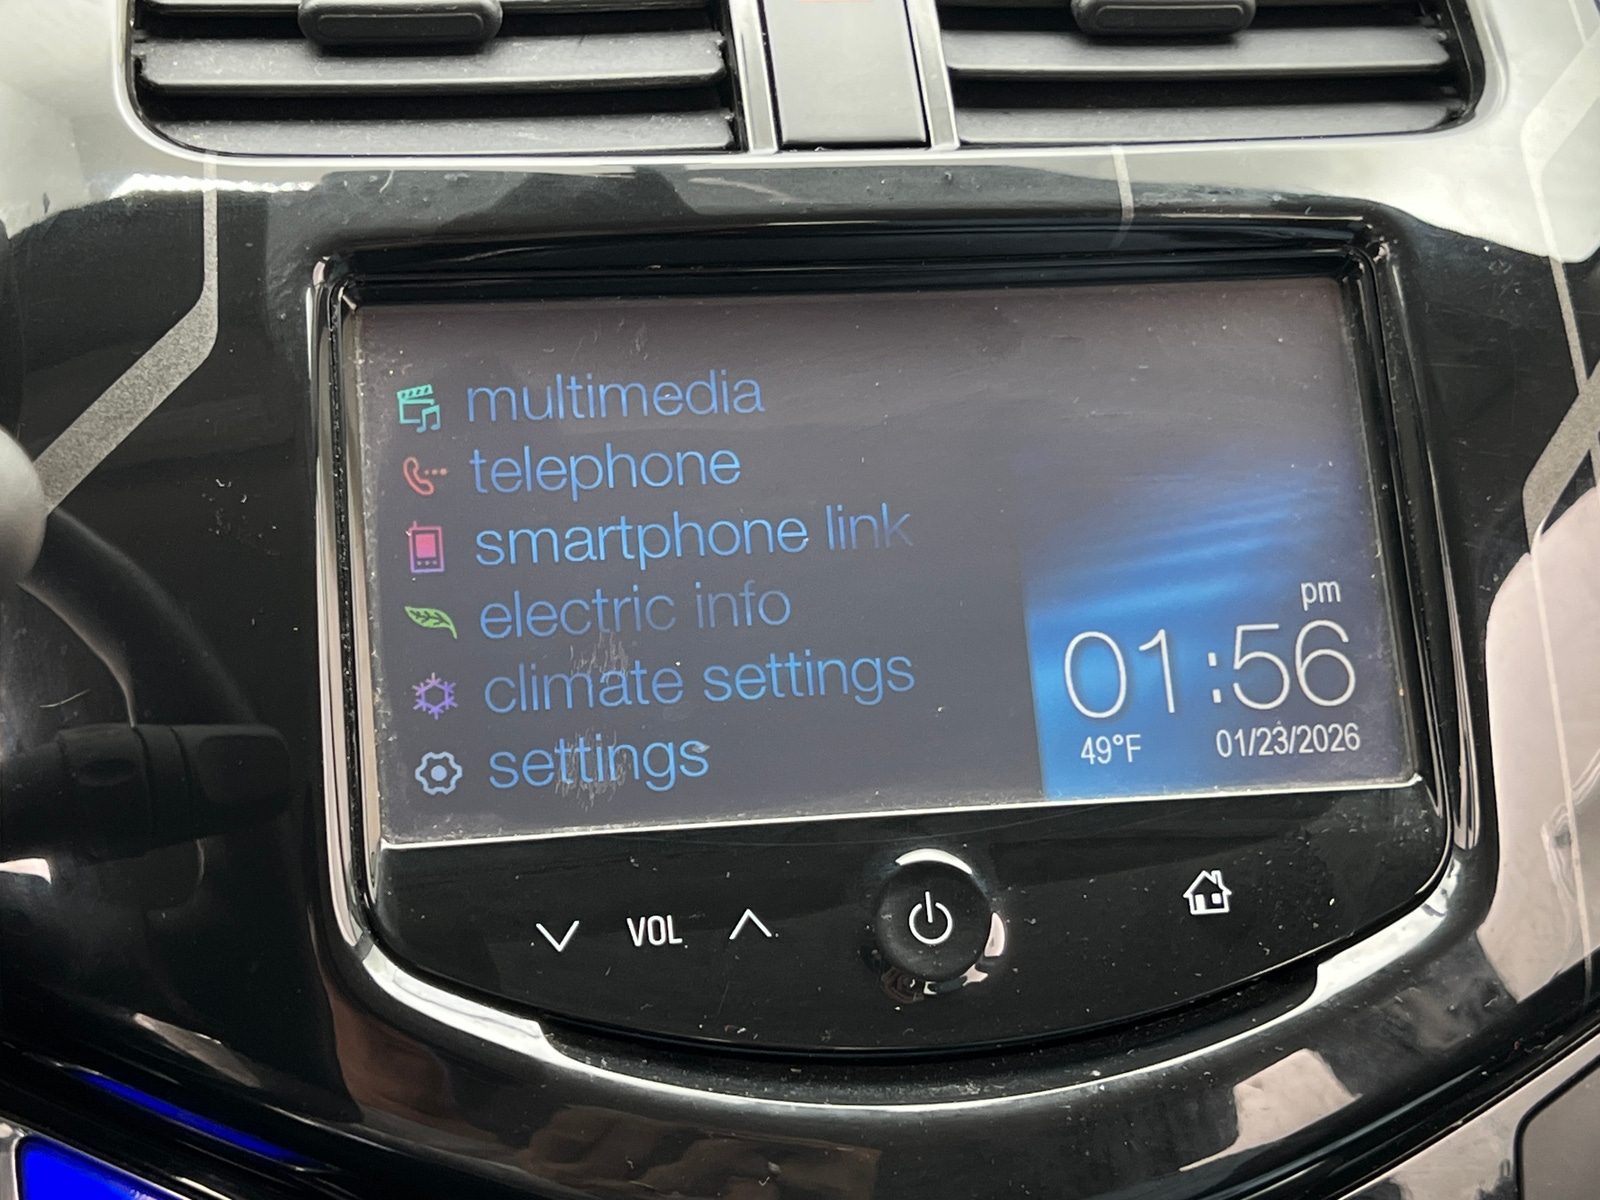 multimedia
telephone
smartphone link
electric info
climate settings
settings
pm
01:56
49°F 01/23/2026
VOL